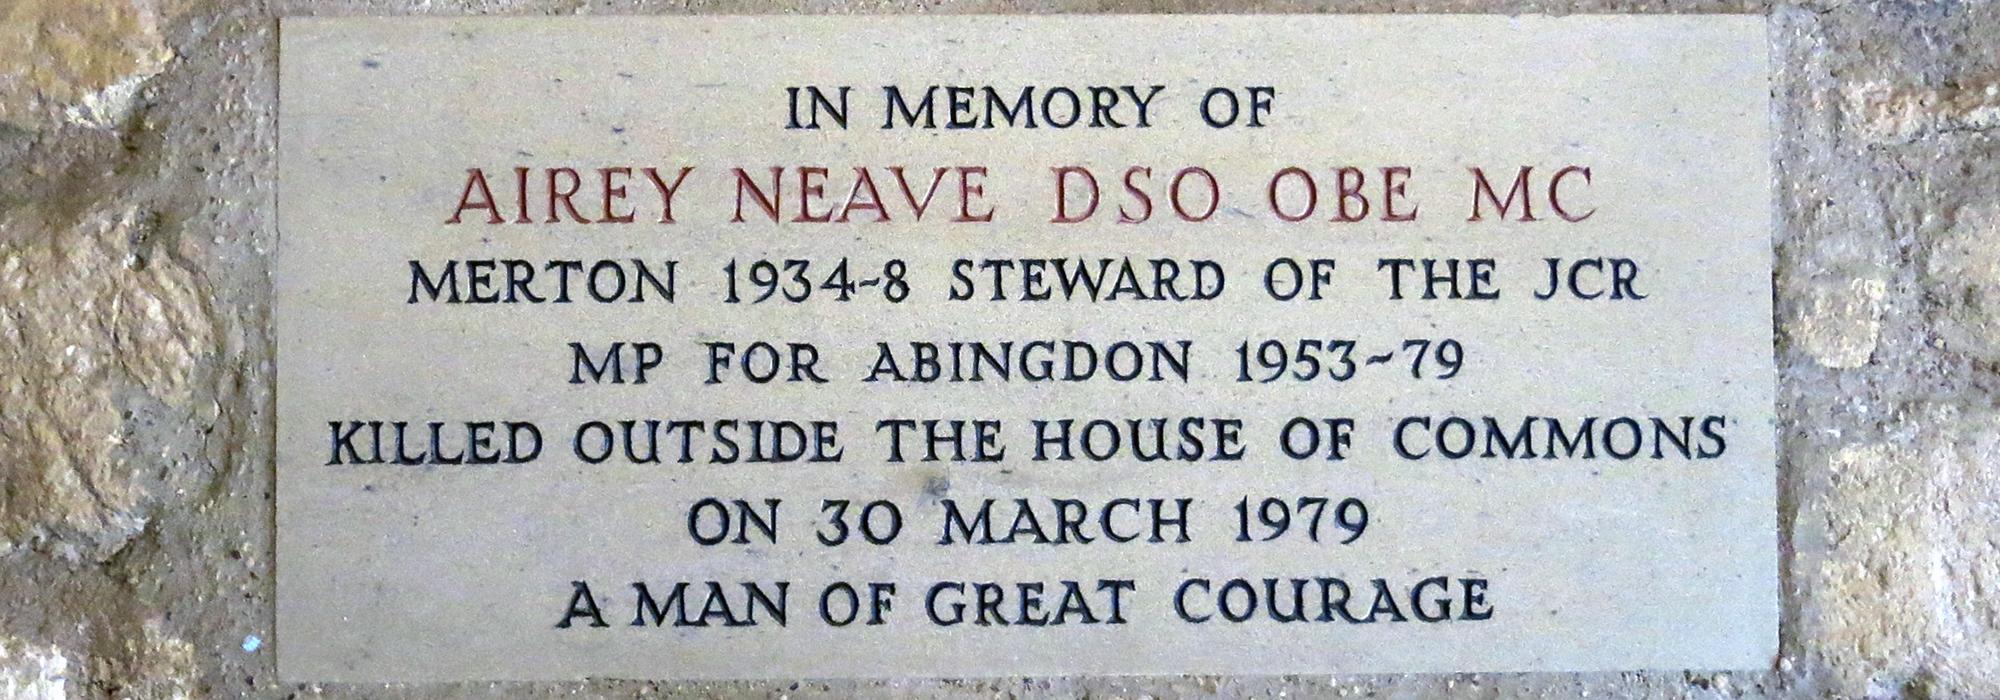 IN MEMORY OF
AIREY NEAVE DSO OBE MC
MERTON 1934-8 STEWARD OF THE JCR
MP FOR ABINGDON 1953~79
KILLED OUTSIDE THE HOUSE OF COMMONS
ON 30 MARCH 1979
A MAN OF GREAT COURAGE